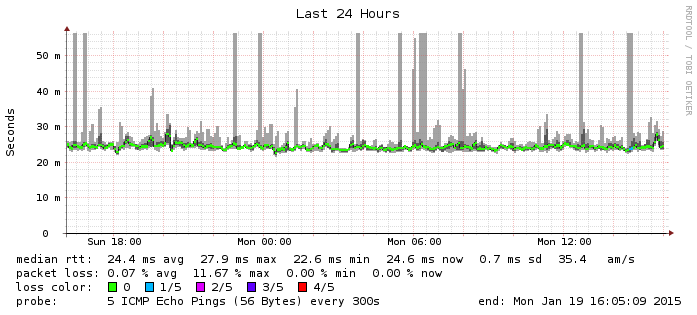 Last 24 Hours
RRDTOOL / TOBI OETIKER
Seconds
50 m
40 m
30 m
20 m
10 m
0
Sun 18:00 Mon 00:00 Mon 06:00 Mon 12:00
median rtt: 24.4 ms avg 27.9 ms max 22.6 ms min 24.6 ms now 0.7 ms sd 35.4 am/s
packet loss: 0.07 % avg 11.67 % max 0.00 % min 0.00 % now
loss color: 0 1/5 2/5 3/5 4/5
probe: 5 ICMP Echo Pings (56 Bytes) every 300s end: Mon Jan 19 16:05:09 2015